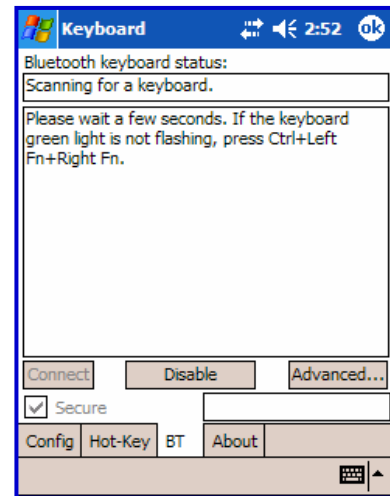 Keyboard 2:52 ok
Bluetooth keyboard status:
Scanning for a keyboard.
Please wait a few seconds. If the keyboard
green light is not flashing, press Ctrl+Left
Fn+Right Fn.
Connect Disable Advanced...
Secure
Config Hot-Key BT About